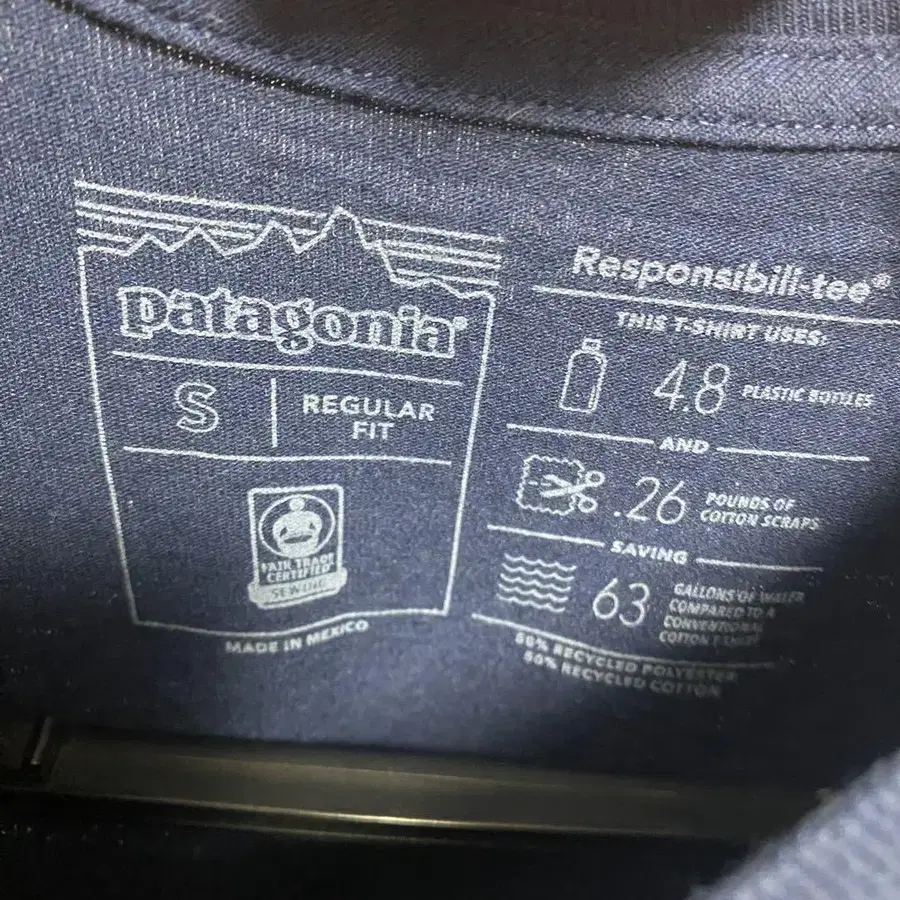 patagonia®
S
REGULAR
FIT
FAIR TRADE
CERTIFIED
SEWING
MADE IN MEXICO
Responsibili-tee®
THIS T-SHIRT USES:
4.8 PLASTIC BOTTLES
AND
.26 POUNDS OF
COTTON SCRAPS
SAVING
63 GALLONS OF WATER
COMPARED TO A
CONVENTIONAL
COTTON T-SHIRT
50% RECYCLED POLYESTER
50% RECYCLED COTTON